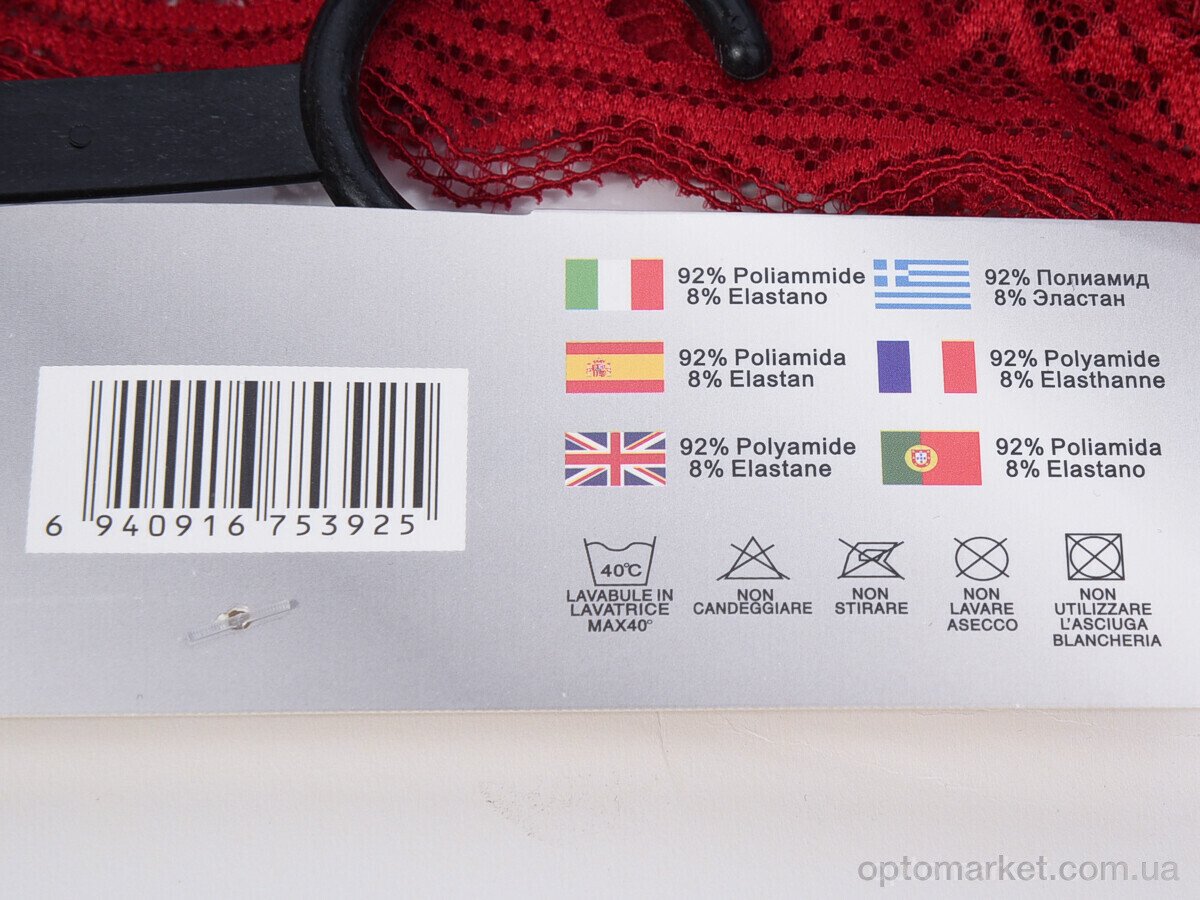 92% Poliammide
8% Elastano
92% Полиамид
8% Эластан
92% Poliamida
8% Elastan
92% Polyamide
8% Elasthanne
92% Polyamide
8% Elastane
92% Poliamida
8% Elastano
6 940916 753925
40°C
LAVABULE IN
LAVATRICE
MAX40°
NON
CANDEGGIARE
NON
STIRARE
NON
LAVARE
ASECCO
NON
UTILIZZARE
L'ASCIUGA
BLANCHERIA
optomarket.com.ua